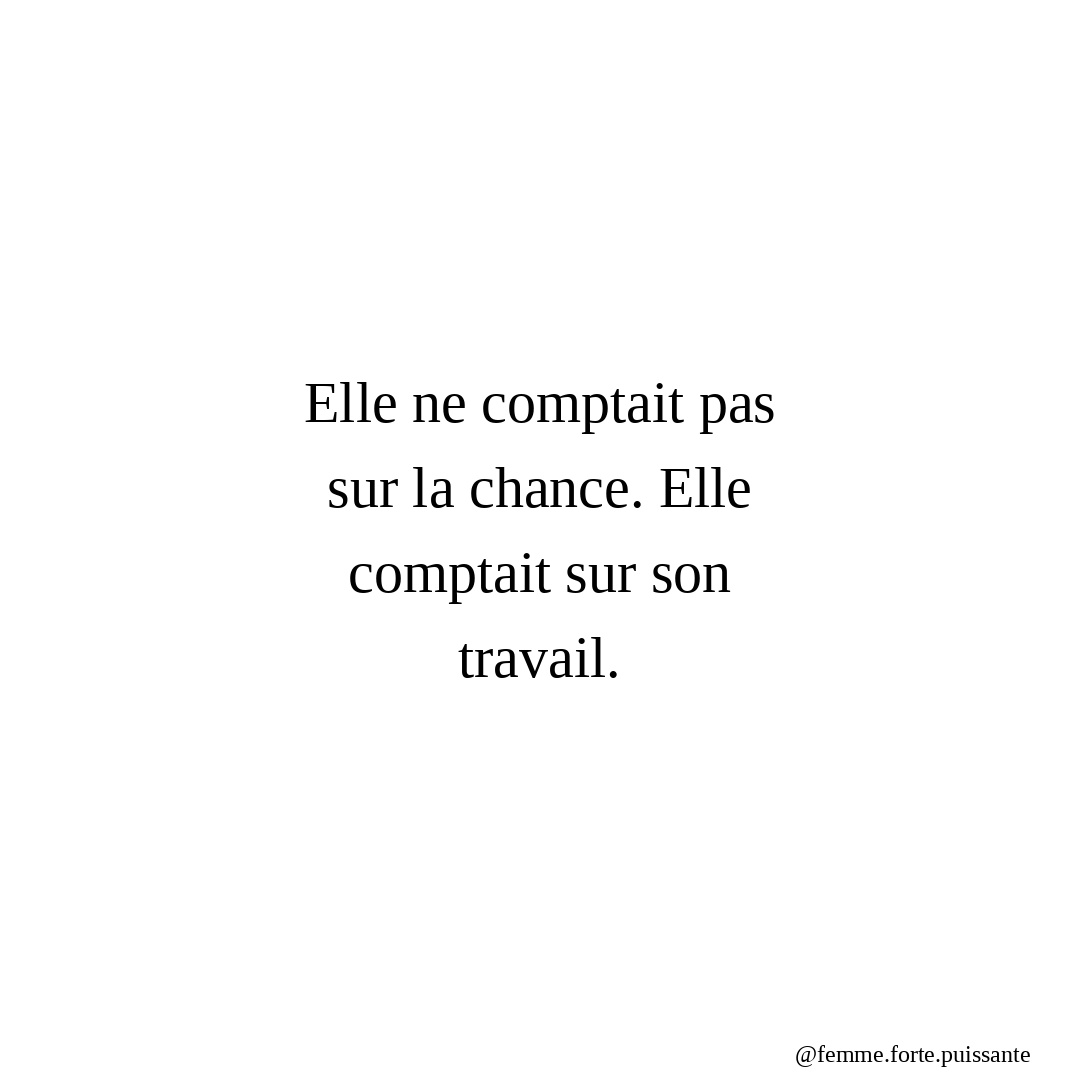 Elle ne comptait pas
sur la chance. Elle
comptait sur son
travail.
@femme.forte.puissante